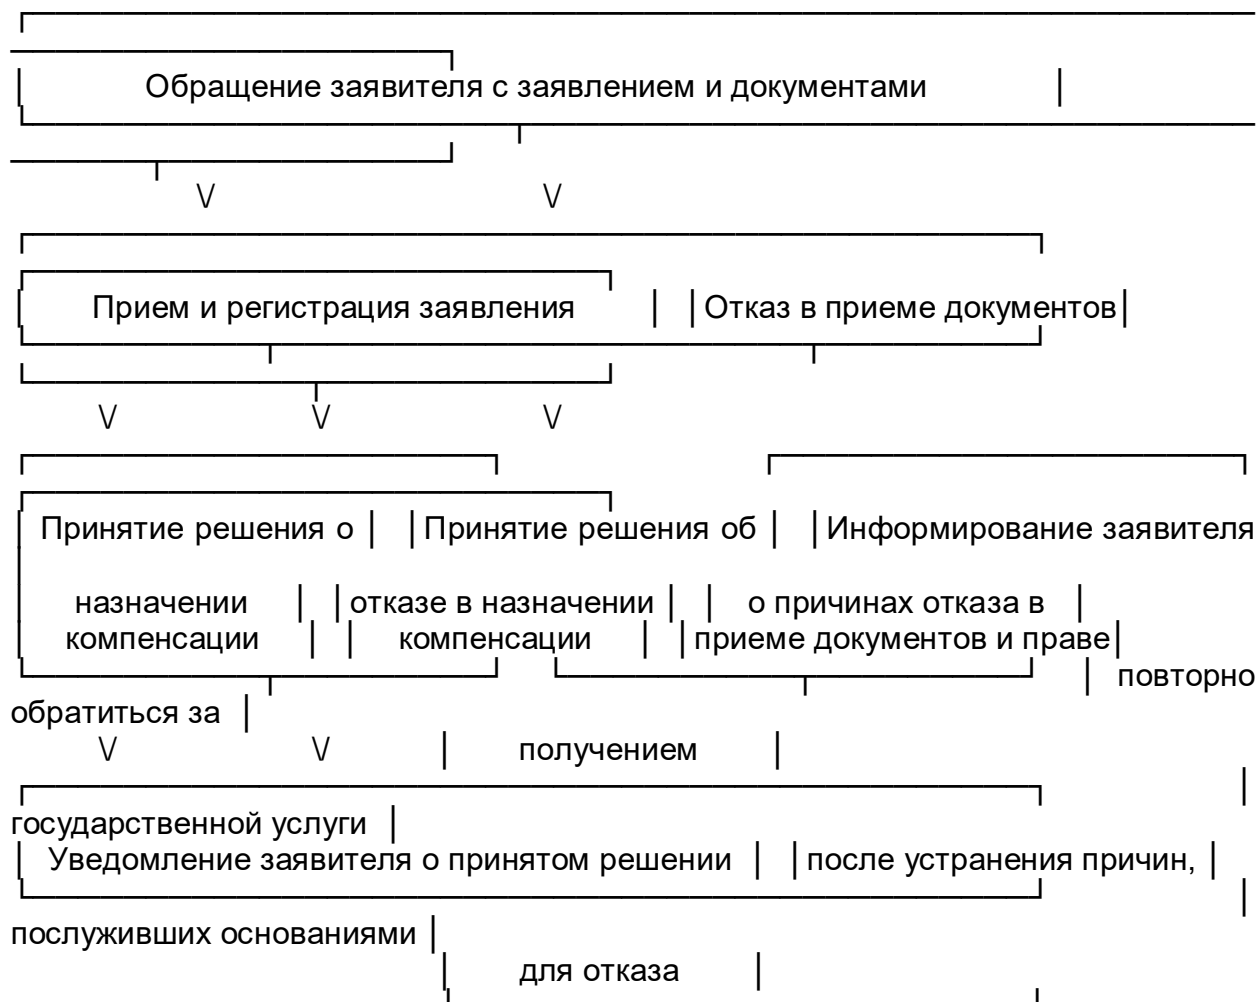 Обращение заявителя с заявлением и документами
\/ \/
Прием и регистрация заявления │ │Отказ в приеме документов│
\/ \/ \/
│ Принятие решения о │ │Принятие решения об │ │Информирование заявителя
│
│ назначении │ │отказе в назначении │ │ о причинах отказа в │
│ компенсации │ │ компенсации │ │приеме документов и праве│
│ повторно
обратиться за │
\/ \/ │ получением │
│
государственной услуги │
│ Уведомление заявителя о принятом решении │ │после устранения причин, │
│
послуживших основаниями │
│ для отказа │